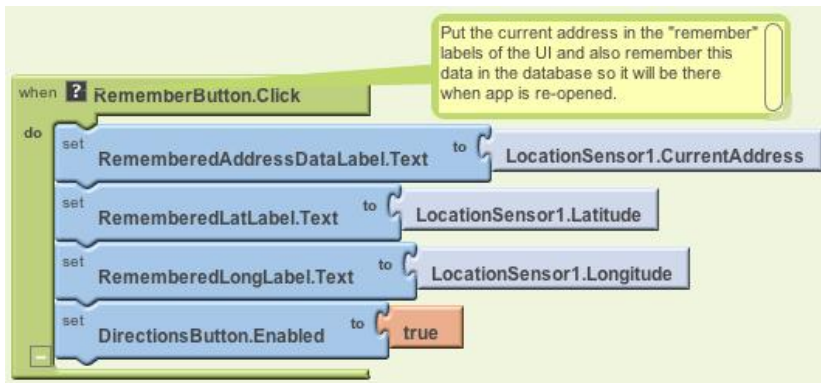 Put the current address in the "remember"
labels of the UI and also remember this
data in the database so it will be there
when app is re-opened.
when ? RememberButton.Click
do
set RememberedAddressDataLabel.Text to LocationSensor1.CurrentAddress
set RememberedLatLabel.Text to LocationSensor1.Latitude
set RememberedLongLabel.Text to LocationSensor1.Longitude
set DirectionsButton.Enabled to true